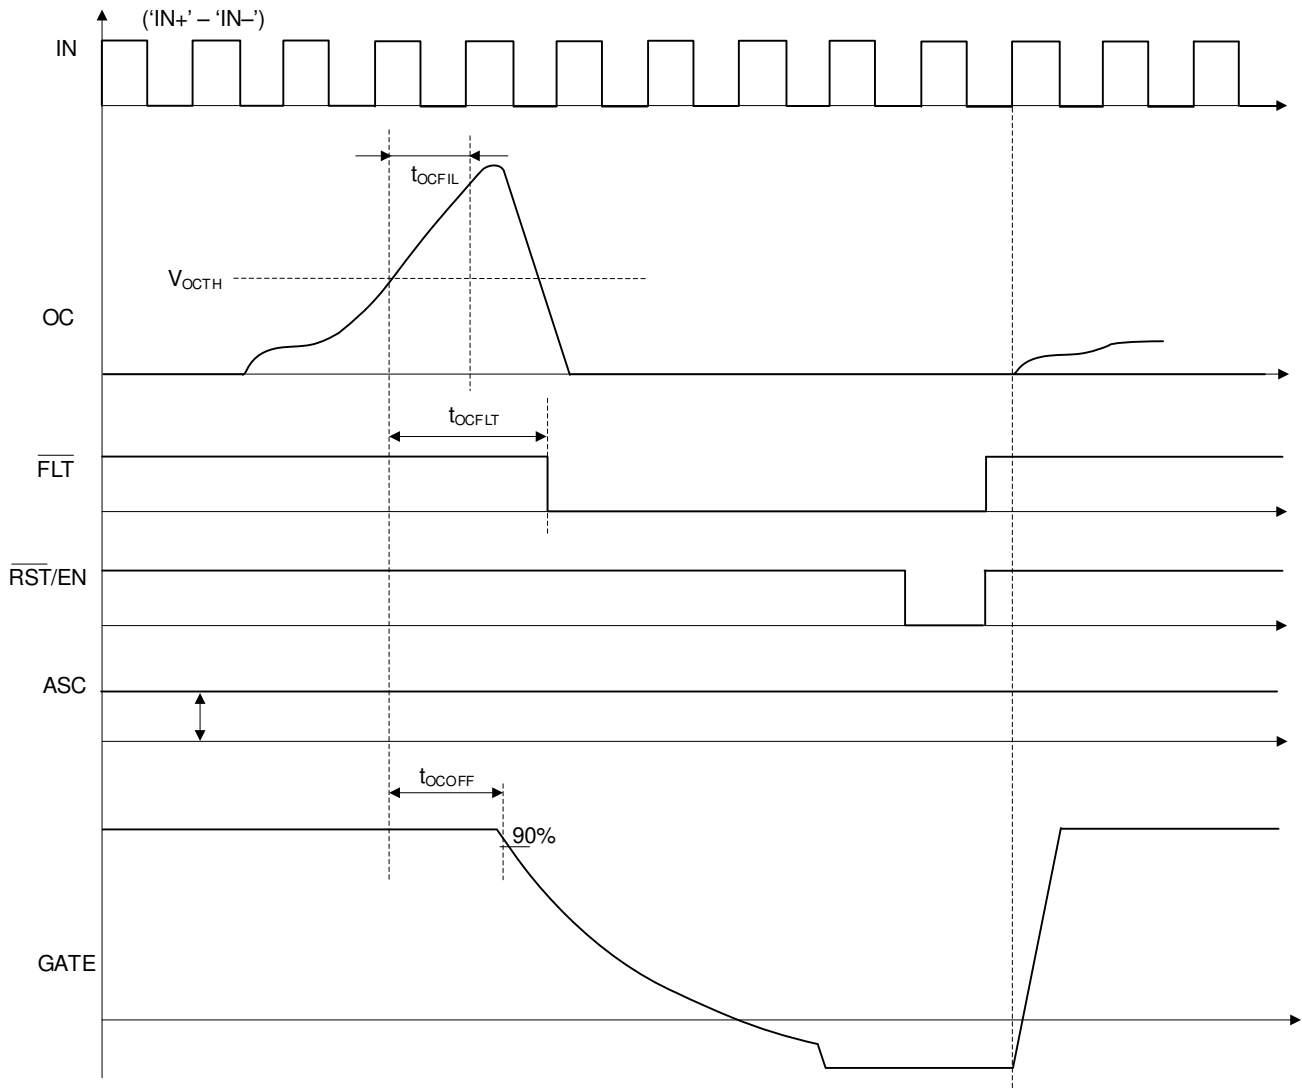 ('IN+' – 'IN–')
IN
tOCFIL
VOCTH
OC
tOCFLT
FLT
RST/EN
ASC
tOCOFF
90%
GATE